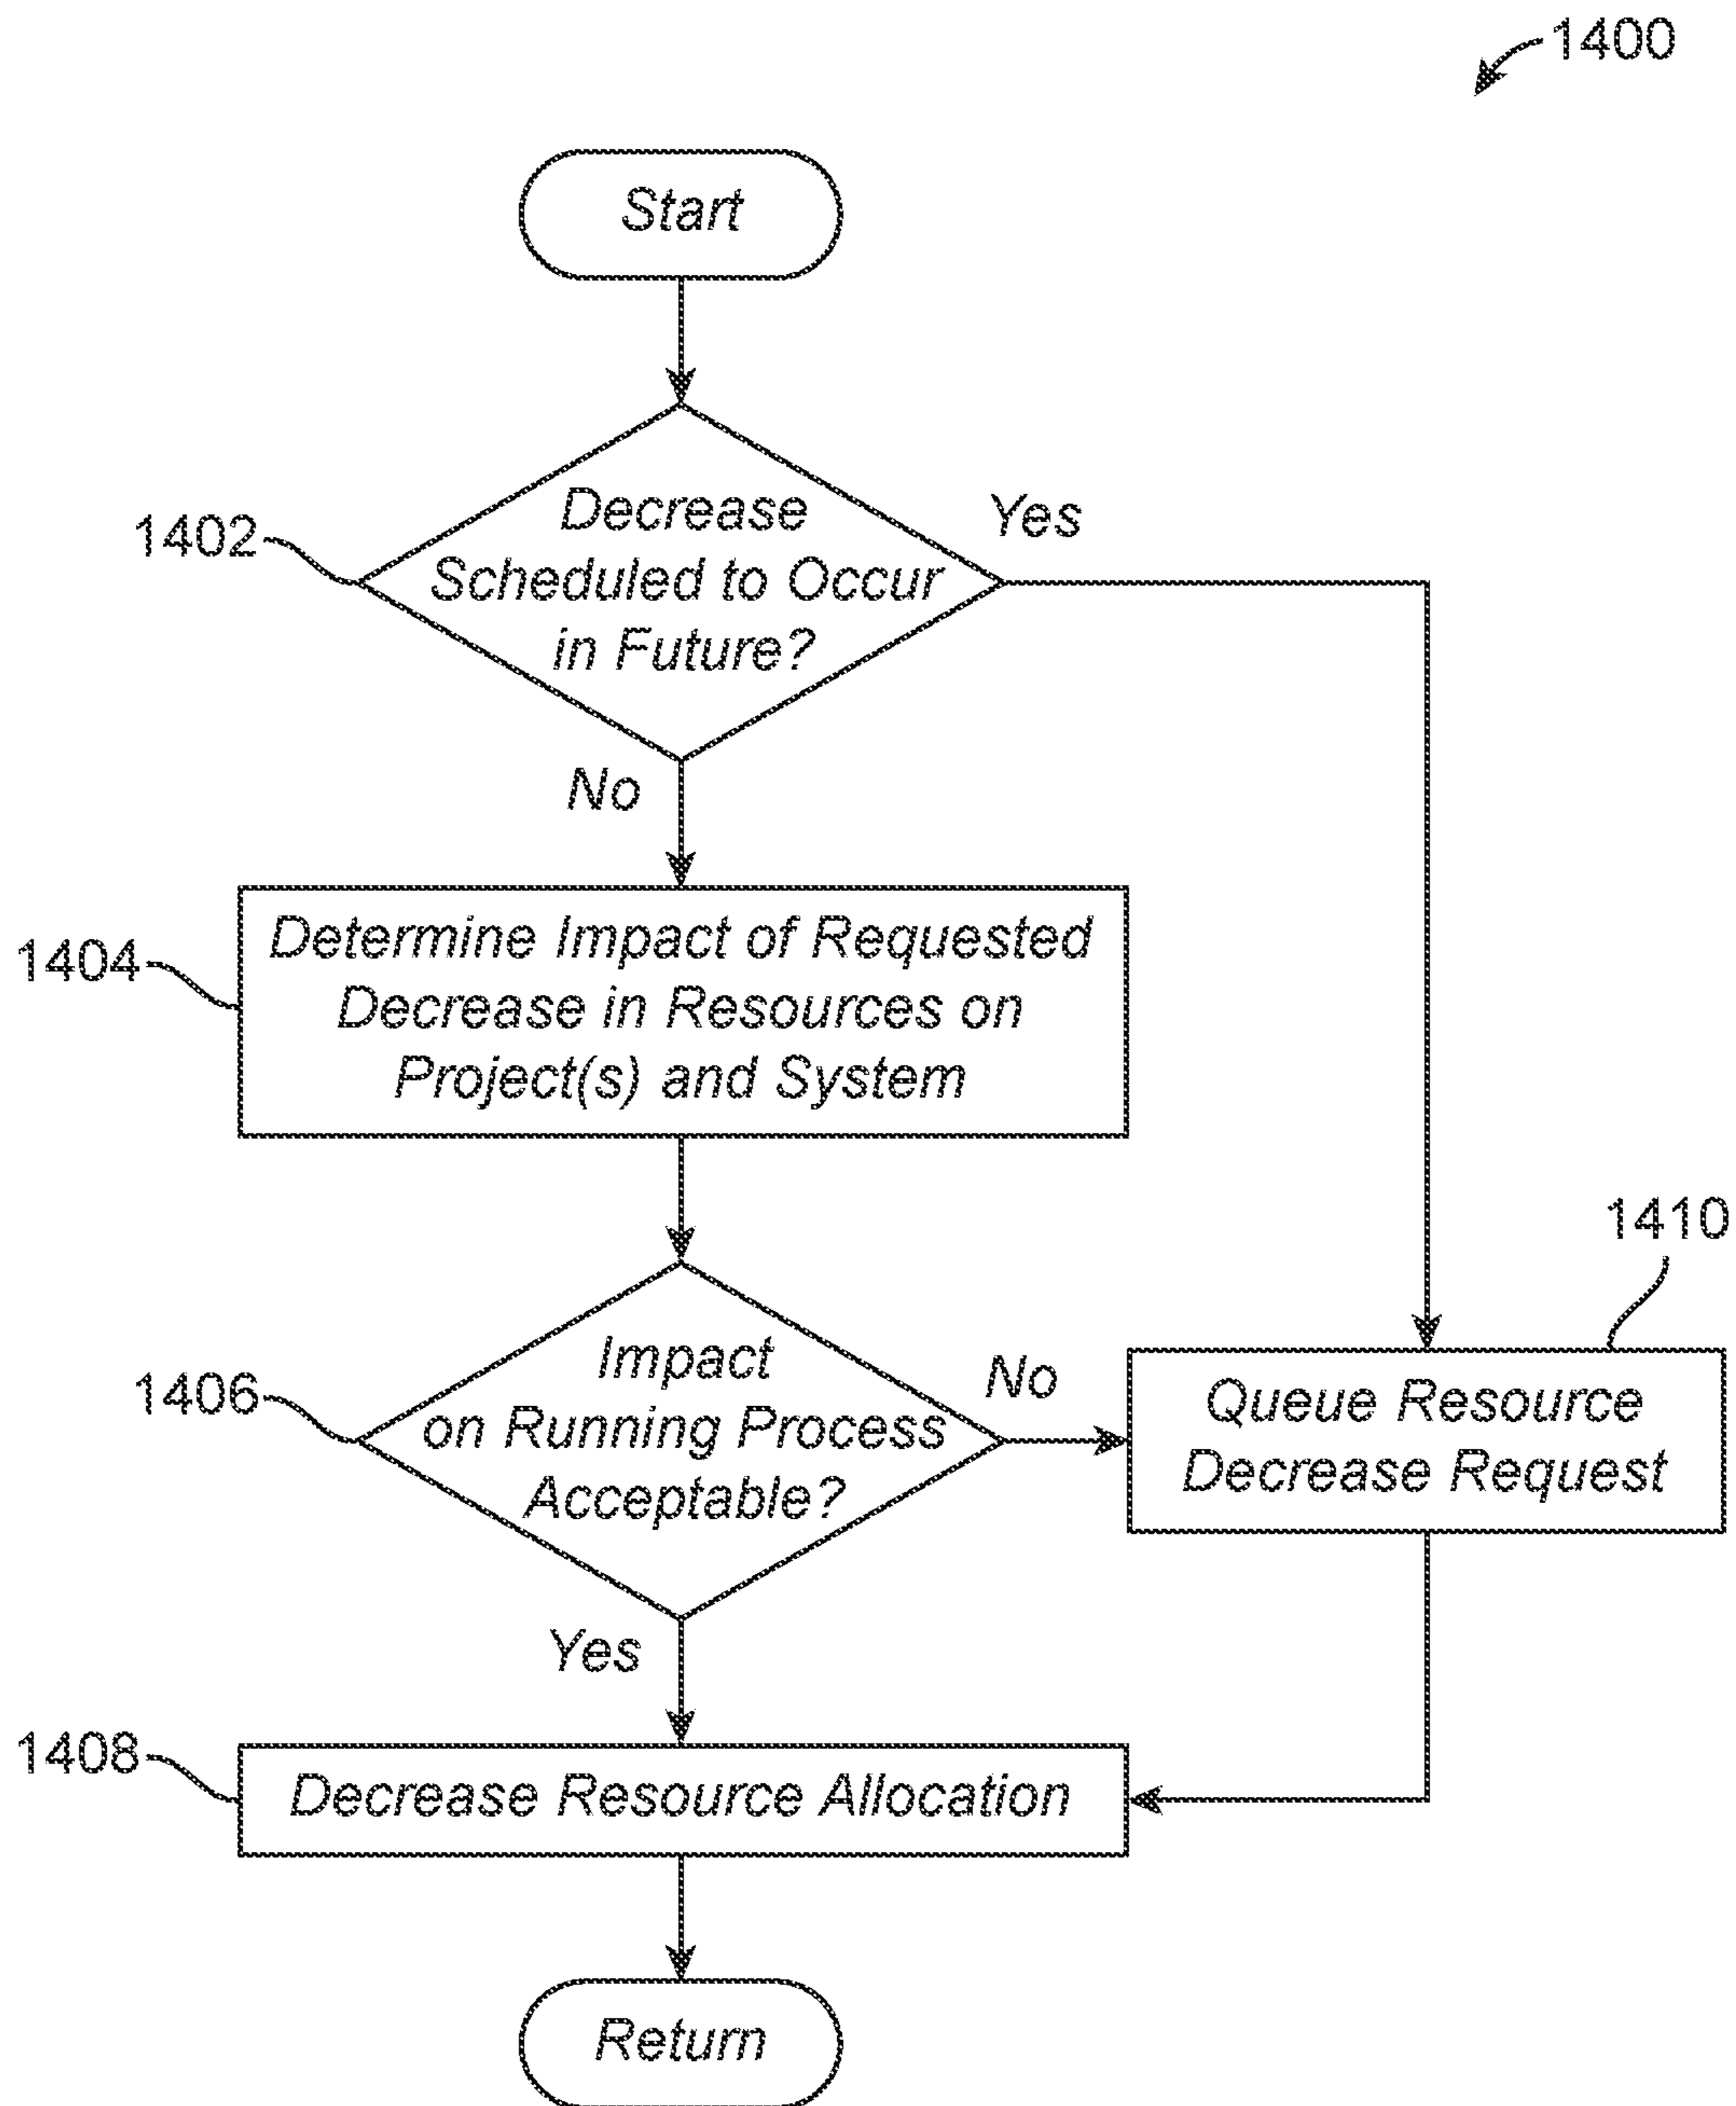 1400
Start
1402
Decrease
Scheduled to Occur
in Future?
Yes
No
1404
Determine Impact of Requested
Decrease in Resources on
Project(s) and System
1406
Impact
on Running Process
Acceptable?
No
1410
Queue Resource
Decrease Request
Yes
1408
Decrease Resource Allocation
Return